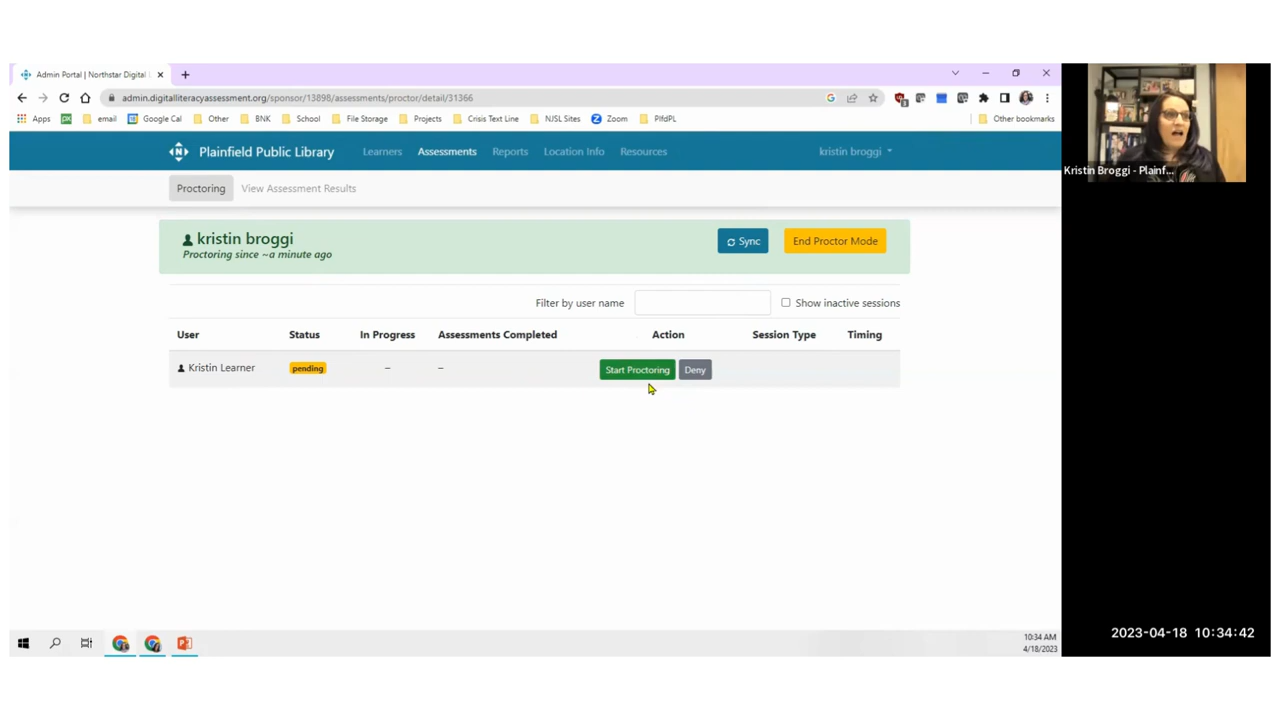 Admin Portal | Northstar Digital
admin.digitalliteracyassessment.org/sponsor/13898/assessments/proctor/detail/31366
Apps email Google Cal Other BNK School File Storage Projects Crisis Text Line NJSL Sites Zoom PlfdPL Other bookmarks
Plainfield Public Library Learners Assessments Reports Location Info Resources kristin broggi
Proctoring View Assessment Results
kristin broggi
Proctoring since ~a minute ago
Sync End Proctor Mode
Filter by user name Show inactive sessions
User Status In Progress Assessments Completed Action Session Type Timing
Kristin Learner pending – – Start Proctoring Deny
Kristin Broggi - Plainf...
2023-04-18 10:34:42
10:34 AM
4/18/2023